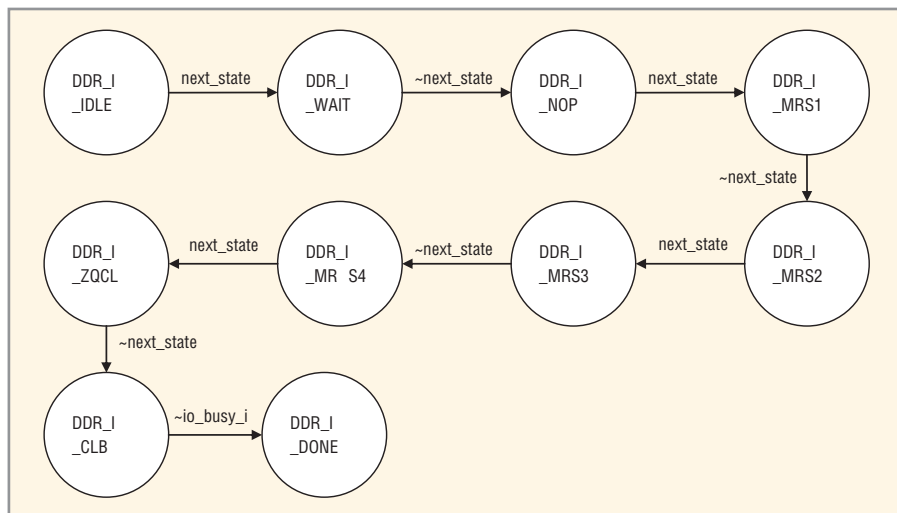 DDR_I
_IDLE
next_state
DDR_I
_WAIT
~next_state
DDR_I
_NOP
next_state
DDR_I
_MRS1
~next_state
DDR_I
_MRS2
next_state
DDR_I
_MRS3
~next_state
DDR_I
_MR S4
next_state
DDR_I
_ZQCL
~next_state
DDR_I
_CLB
~io_busy_i
DDR_I
_DONE